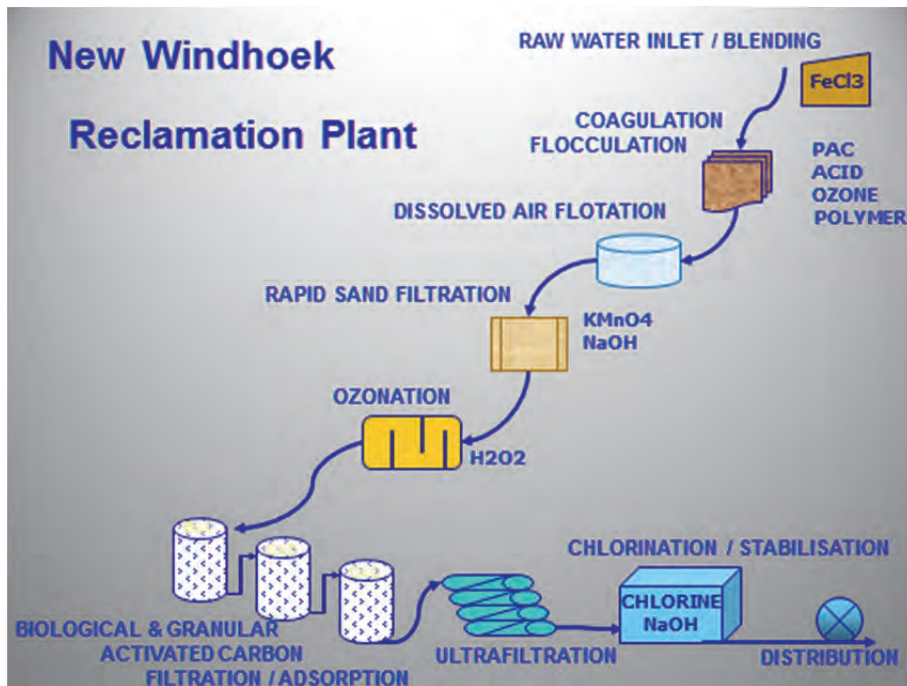 New Windhoek
Reclamation Plant
RAW WATER INLET / BLENDING
FeCl3
COAGULATION
FLOCCULATION
PAC
ACID
OZONE
POLYMER
DISSOLVED AIR FLOTATION
RAPID SAND FILTRATION
KMnO4
NaOH
OZONATION
H2O2
BIOLOGICAL & GRANULAR
ACTIVATED CARBON
FILTRATION / ADSORPTION
ULTRAFILTRATION
CHLORINATION / STABILISATION
CHLORINE
NaOH
DISTRIBUTION